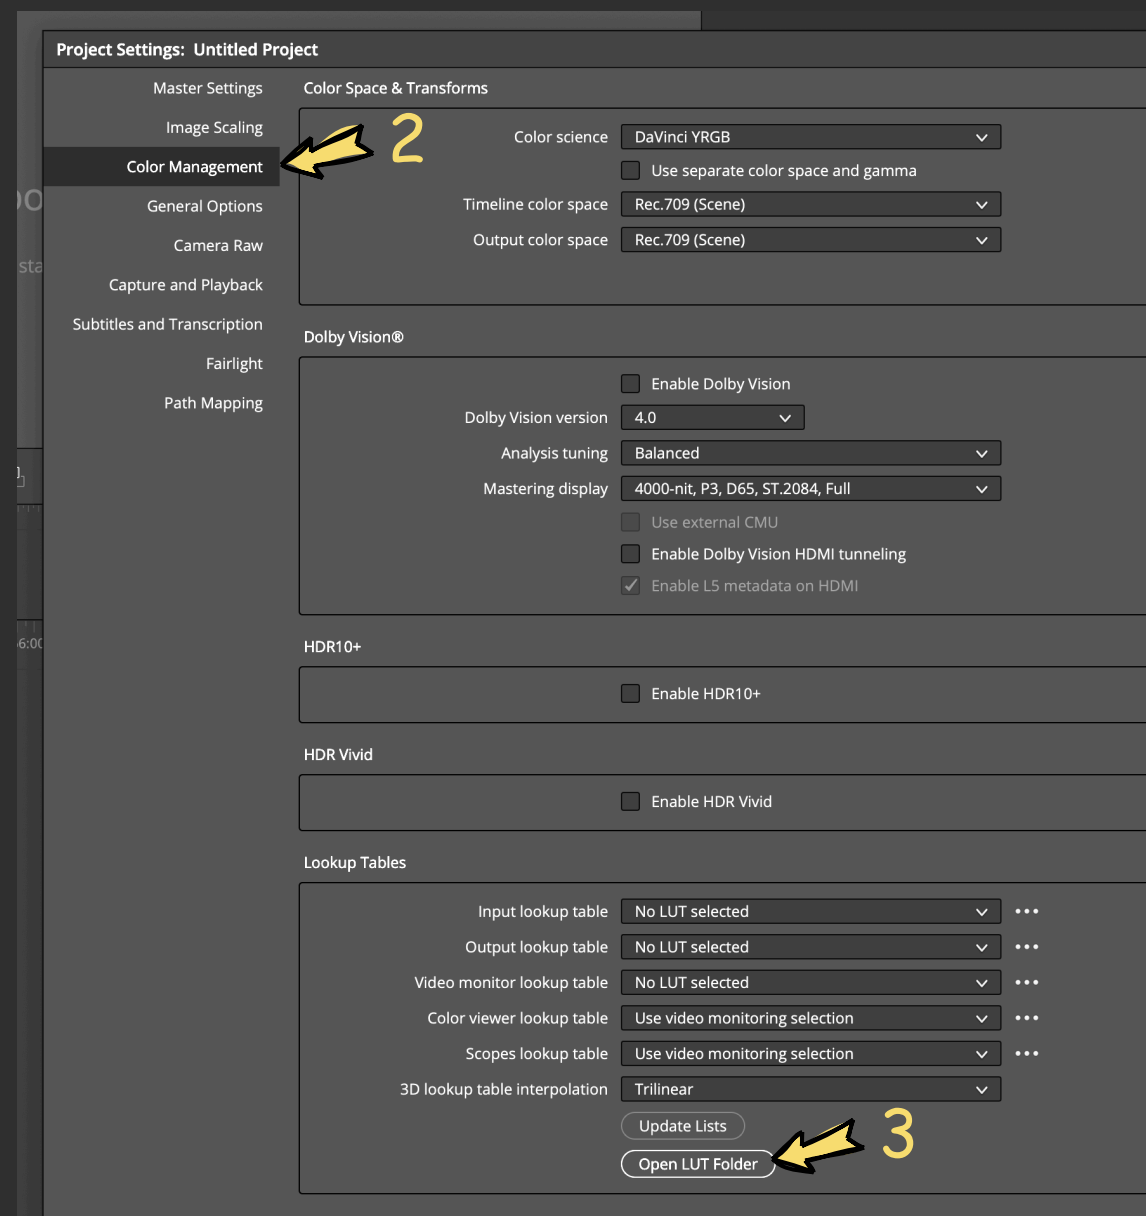 Project Settings: Untitled Project
Master Settings
Image Scaling
Color Management
General Options
Camera Raw
Capture and Playback
Subtitles and Transcription
Fairlight
Path Mapping
2
Color Space & Transforms
Color science DaVinci YRGB
Use separate color space and gamma
Timeline color space Rec.709 (Scene)
Output color space Rec.709 (Scene)
Dolby Vision®
Enable Dolby Vision
Dolby Vision version 4.0
Analysis tuning Balanced
Mastering display 4000-nit, P3, D65, ST.2084, Full
Use external CMU
Enable Dolby Vision HDMI tunneling
Enable L5 metadata on HDMI
HDR10+
Enable HDR10+
HDR Vivid
Enable HDR Vivid
Lookup Tables
Input lookup table No LUT selected •••
Output lookup table No LUT selected •••
Video monitor lookup table No LUT selected •••
Color viewer lookup table Use video monitoring selection •••
Scopes lookup table Use video monitoring selection •••
3D lookup table interpolation Trilinear
Update Lists
Open LUT Folder
3